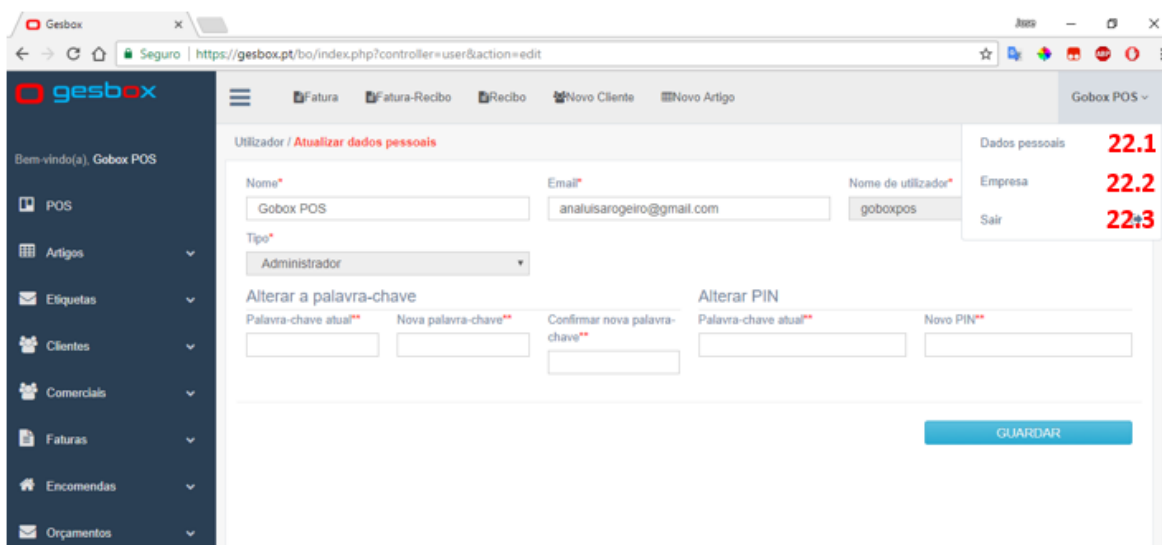 Gesbox
Seguro | https://gesbox.pt/bo/index.php?controller=user&action=edit
gesbox
Fatura Fatura-Recibo Recibo Novo Cliente Novo Artigo Gobox POS
Utilizador / Atualizar dados pessoais
Dados pessoais 22.1
Empresa 22.2
Sair 22.3
Bem-vindo(a), Gobox POS
POS
Artigos
Etiquetas
Clientes
Comerciais
Faturas
Encomendas
Orçamentos
Nome* Email* Nome de utilizador*
Gobox POS analuisarogeiro@gmail.com goboxpos
Tipo*
Administrador
Alterar a palavra-chave Alterar PIN
Palavra-chave atual** Nova palavra-chave** Confirmar nova palavra- Palavra-chave atual** Novo PIN**
chave**
GUARDAR